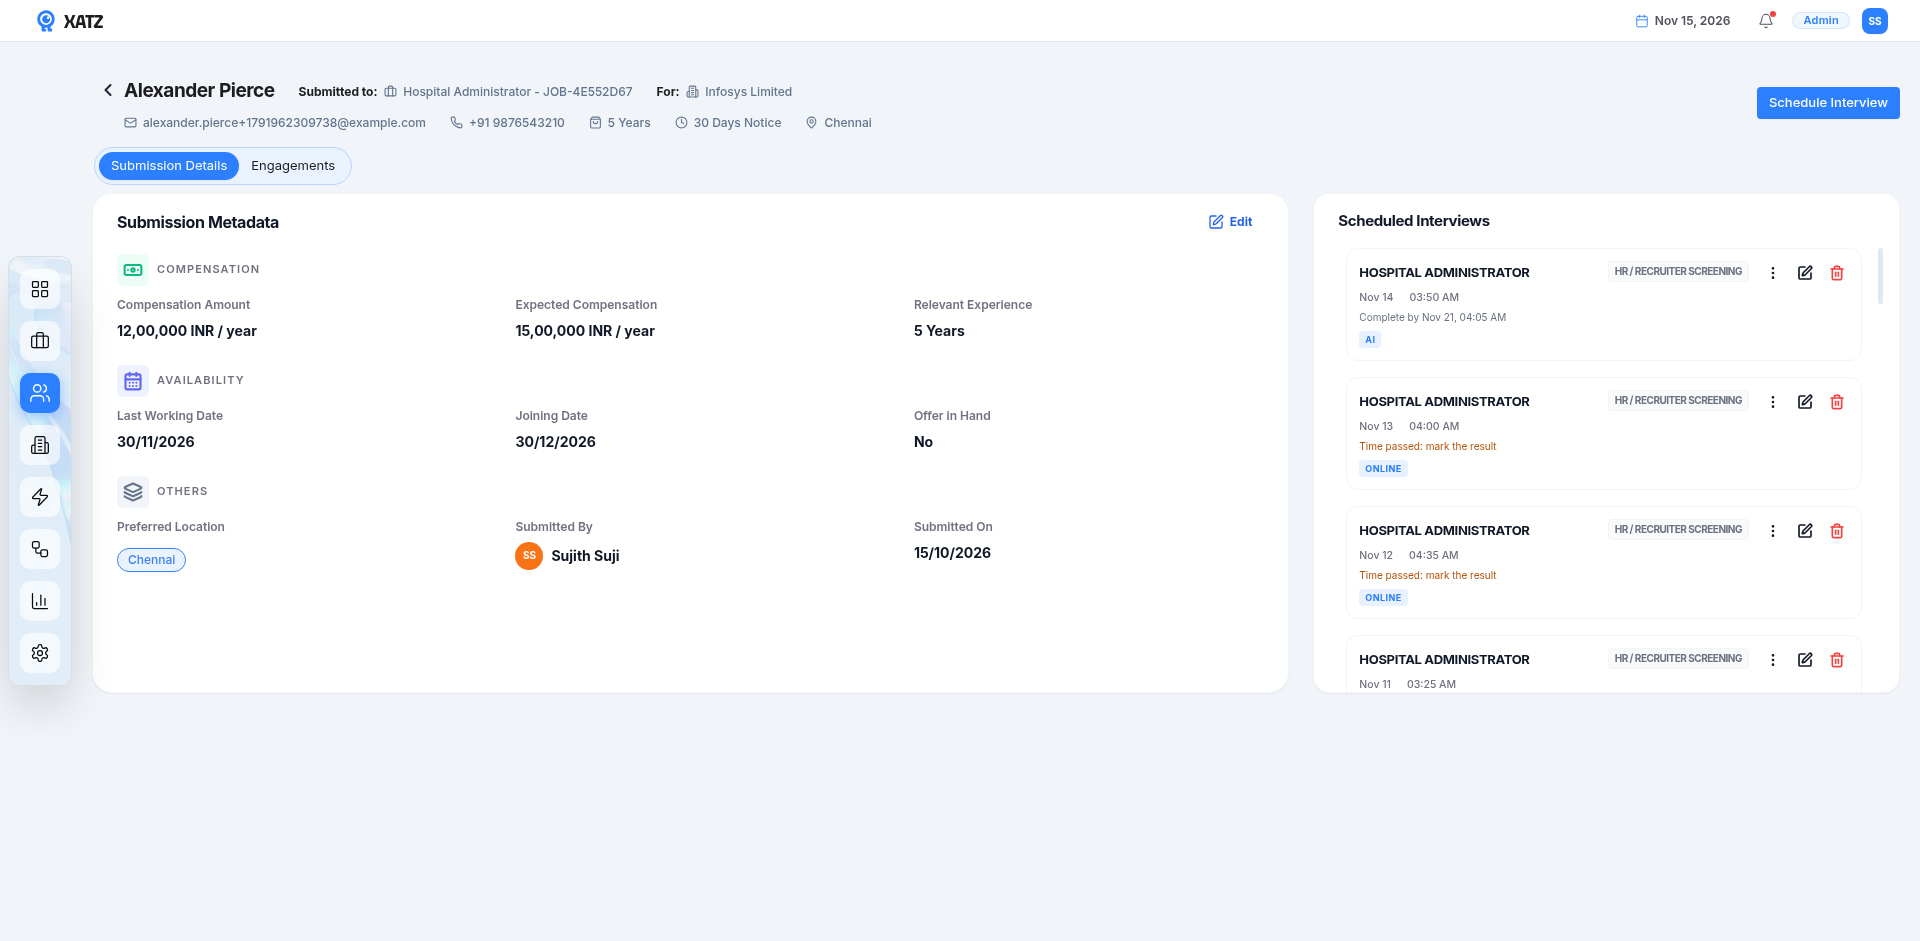 XATZ
Nov 15, 2026
Admin
SS
Alexander Pierce
Submitted to: Hospital Administrator - JOB-4E552D67
For: Infosys Limited
Schedule Interview
alexander.pierce+1791962309738@example.com
+91 9876543210
5 Years
30 Days Notice
Chennai
Submission Details
Engagements
Submission Metadata
Edit
COMPENSATION
Compensation Amount
12,00,000 INR / year
Expected Compensation
15,00,000 INR / year
Relevant Experience
5 Years
AVAILABILITY
Last Working Date
30/11/2026
Joining Date
30/12/2026
Offer in Hand
No
OTHERS
Preferred Location
Chennai
Submitted By
SS Sujith Suji
Submitted On
15/10/2026
Scheduled Interviews
HOSPITAL ADMINISTRATOR
HR / RECRUITER SCREENING
Nov 14 03:50 AM
Complete by Nov 21, 04:05 AM
AI
HOSPITAL ADMINISTRATOR
HR / RECRUITER SCREENING
Nov 13 04:00 AM
Time passed: mark the result
ONLINE
HOSPITAL ADMINISTRATOR
HR / RECRUITER SCREENING
Nov 12 04:35 AM
Time passed: mark the result
ONLINE
HOSPITAL ADMINISTRATOR
HR / RECRUITER SCREENING
Nov 11 03:25 AM